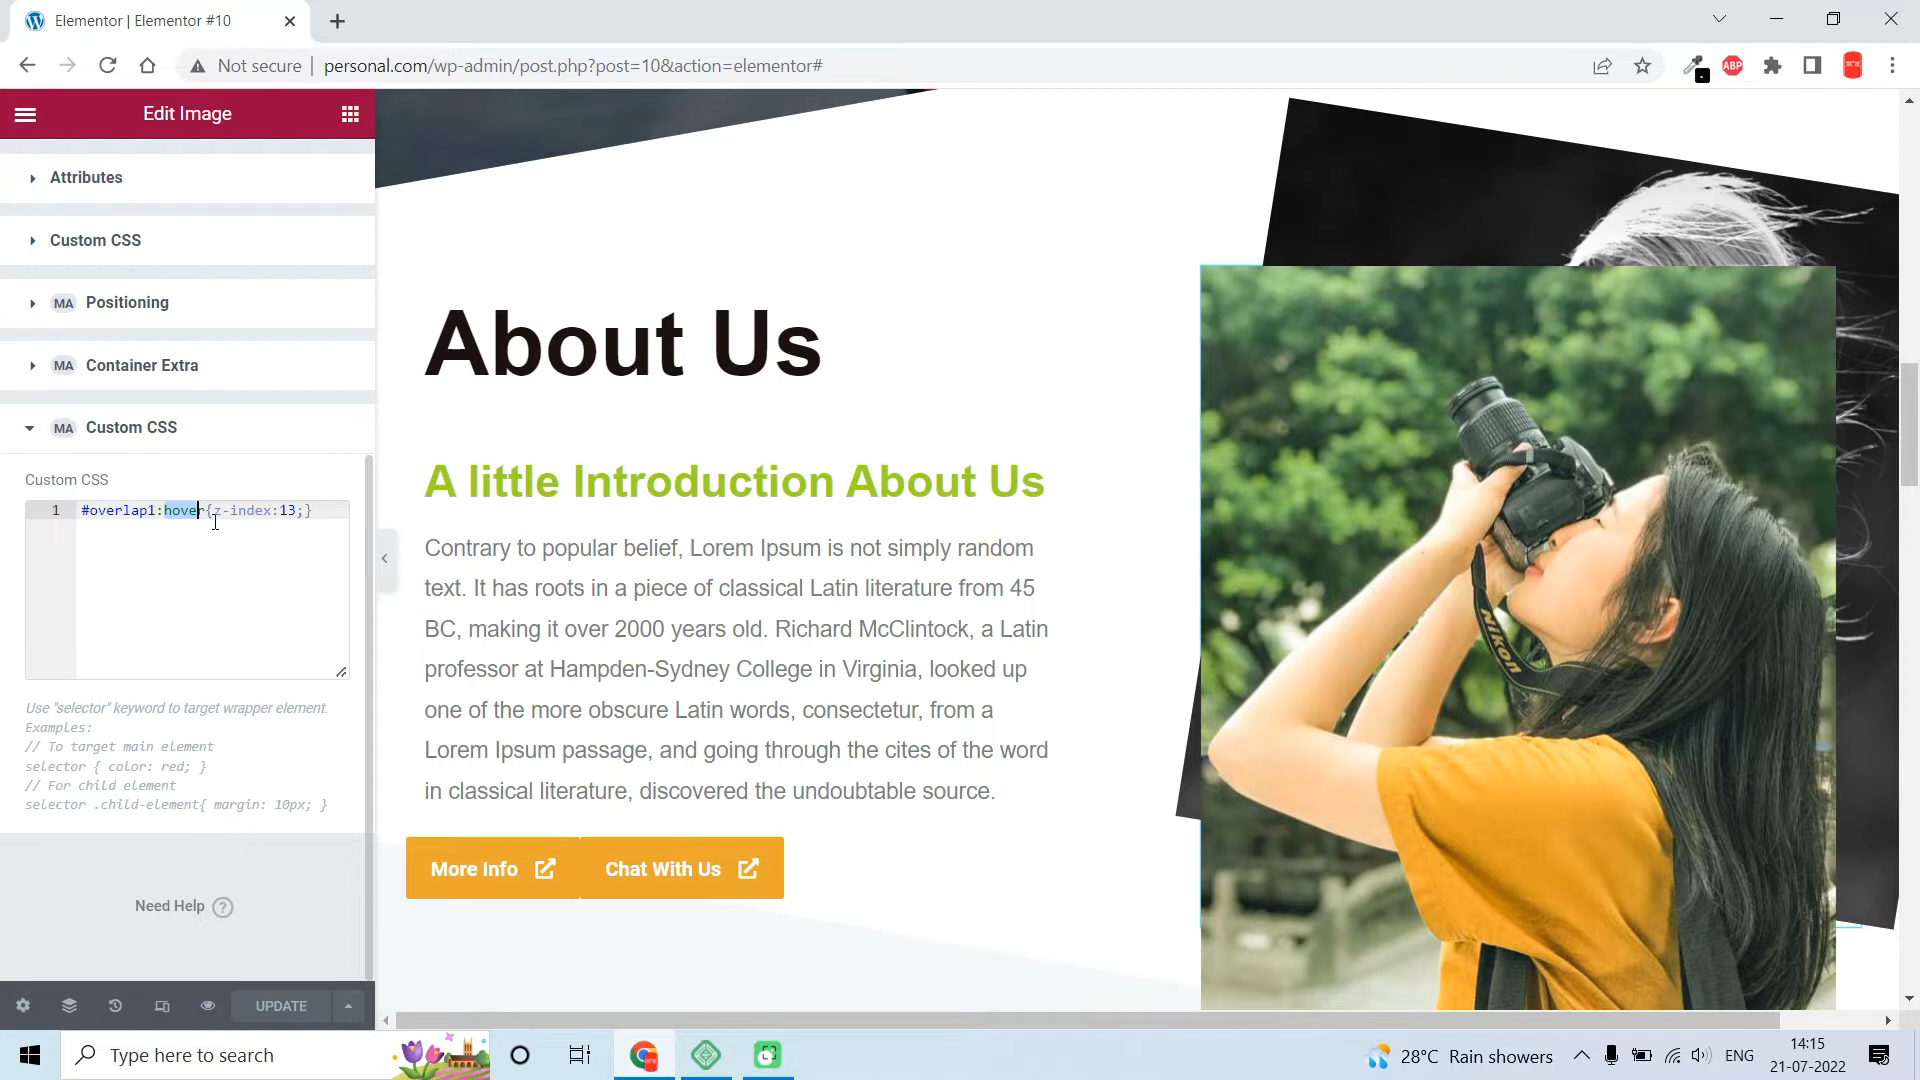 Elementor | Elementor #10
Not secure
personal.com/wp-admin/post.php?post=10&action=elementor#
ABP
Edit Image
Attributes
Custom CSS
MA Positioning
MA Container Extra
MA Custom CSS
Custom CSS
1 #overlap1:hover{z-index:13;}
Use "selector" keyword to target wrapper element.
Examples:
// To target main element
selector { color: red; }
// For child element
selector .child-element{ margin: 10px; }
Need Help ?
UPDATE
About Us
A little Introduction About Us
Contrary to popular belief, Lorem Ipsum is not simply random
text. It has roots in a piece of classical Latin literature from 45
BC, making it over 2000 years old. Richard McClintock, a Latin
professor at Hampden-Sydney College in Virginia, looked up
one of the more obscure Latin words, consectetur, from a
Lorem Ipsum passage, and going through the cites of the word
in classical literature, discovered the undoubtable source.
More Info
Chat With Us
Nikon
Type here to search
28°C Rain showers
ENG
14:15
21-07-2022